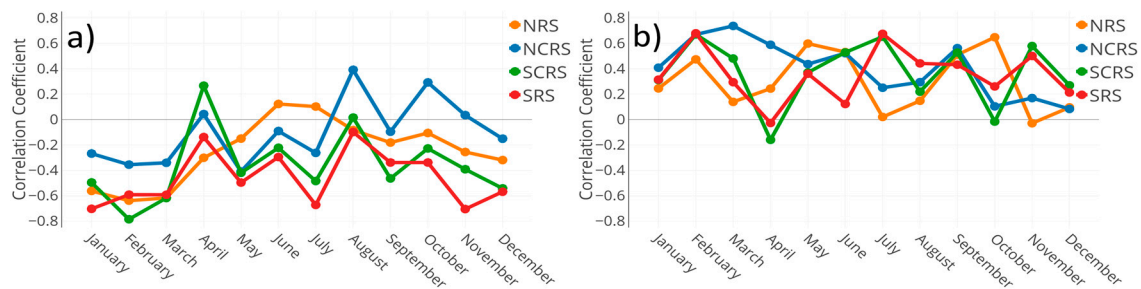 a)
Correlation Coefficient
0.8
0.6
0.4
0.2
0
−0.2
−0.4
−0.6
−0.8
January
February
March
April
May
June
July
August
September
October
November
December
NRS
NCRS
SCRS
SRS
b)
Correlation Coefficient
0.8
0.6
0.4
0.2
0
−0.2
−0.4
−0.6
−0.8
January
February
March
April
May
June
July
August
September
October
November
December
NRS
NCRS
SCRS
SRS